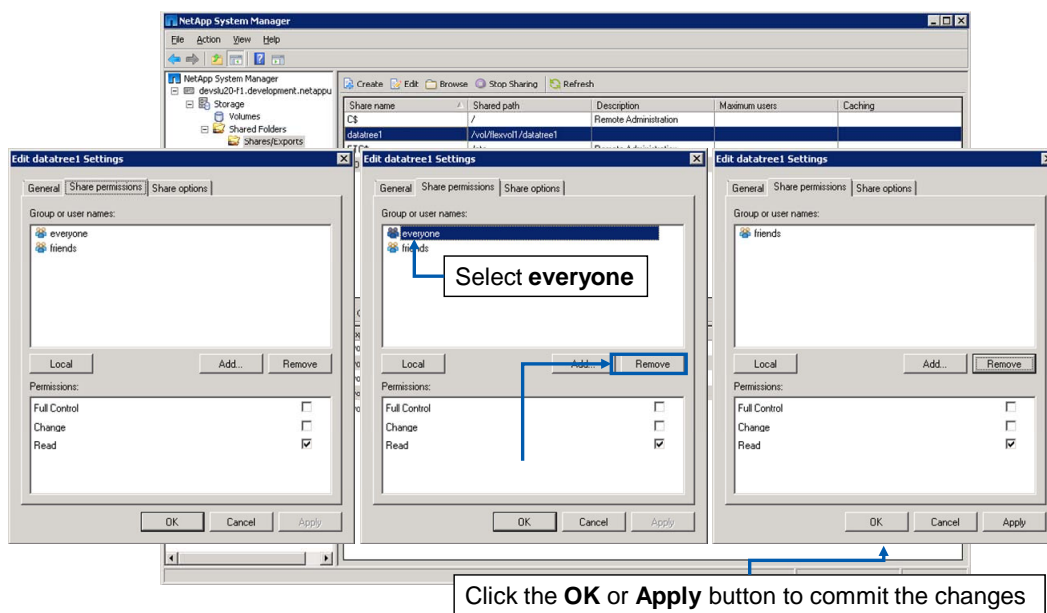 NetApp System Manager
File Action View Help
NetApp System Manager
devslu20-f1.development.netappu
Storage
Volumes
Shared Folders
Shares/Exports
Create Edit Browse Stop Sharing Refresh
Share name Shared path Description Maximum users Caching
C$ / Remote Administration
datatree1 /vol/flexvol1/datatree1
Edit datatree1 Settings
General Share permissions Share options
Group or user names:
everyone
friends
Local Add... Remove
Permissions:
Full Control
Change
Read
OK Cancel Apply
Edit datatree1 Settings
General Share permissions Share options
Group or user names:
everyone
friends
Select everyone
Local Add... Remove
Permissions:
Full Control
Change
Read
OK Cancel Apply
Edit datatree1 Settings
General Share permissions Share options
Group or user names:
friends
Local Add... Remove
Permissions:
Full Control
Change
Read
OK Cancel Apply
Click the OK or Apply button to commit the changes